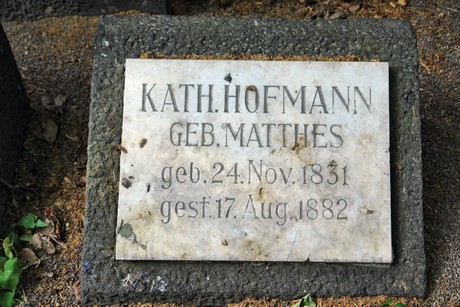 KATH. HOFMANN
GEB. MATTHES
geb. 24. Nov. 1831
gest. 17. Aug. 1882